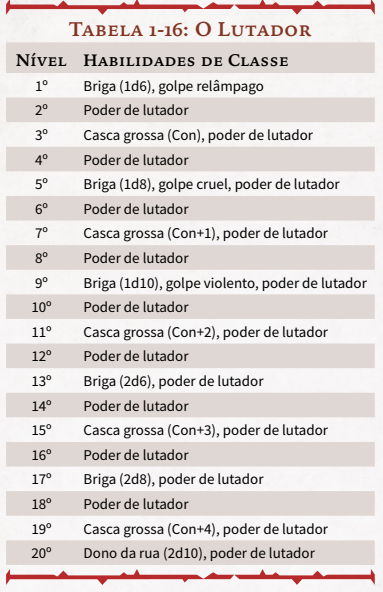 Tabela 1-16: O Lutador
Nível Habilidades de Classe
1º Briga (1d6), golpe relâmpago
2º Poder de lutador
3º Casca grossa (Con), poder de lutador
4º Poder de lutador
5º Briga (1d8), golpe cruel, poder de lutador
6º Poder de lutador
7º Casca grossa (Con+1), poder de lutador
8º Poder de lutador
9º Briga (1d10), golpe violento, poder de lutador
10º Poder de lutador
11º Casca grossa (Con+2), poder de lutador
12º Poder de lutador
13º Briga (2d6), poder de lutador
14º Poder de lutador
15º Casca grossa (Con+3), poder de lutador
16º Poder de lutador
17º Briga (2d8), poder de lutador
18º Poder de lutador
19º Casca grossa (Con+4), poder de lutador
20º Dono da rua (2d10), poder de lutador